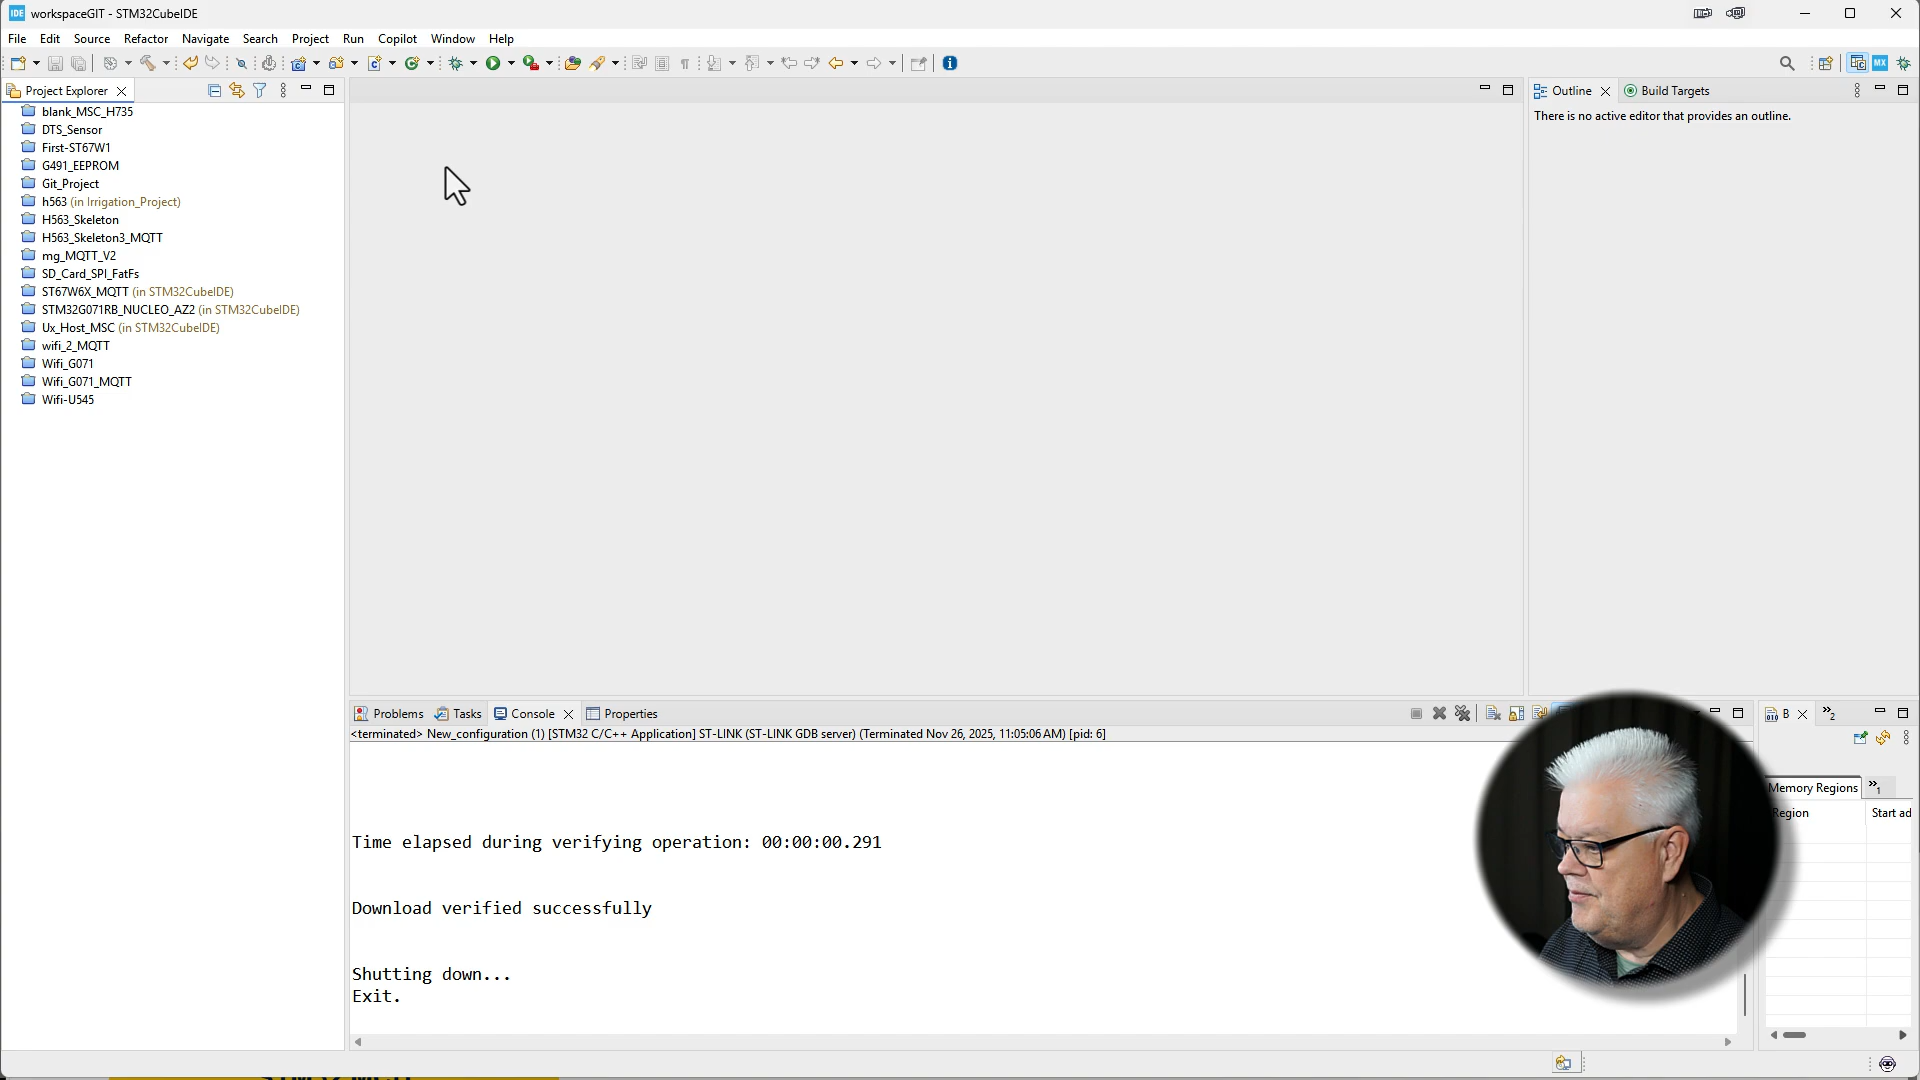 IDE workspaceGIT - STM32CubeIDE
File Edit Source Refactor Navigate Search Project Run Copilot Window Help
MX
Project Explorer
blank_MSC_H735
DTS_Sensor
First-ST67W1
G491_EEPROM
Git_Project
h563 (in Irrigation_Project)
H563_Skeleton
H563_Skeleton3_MQTT
mg_MQTT_V2
SD_Card_SPI_FatFs
ST67W6X_MQTT (in STM32CubeIDE)
STM32G071RB_NUCLEO_AZ2 (in STM32CubeIDE)
Ux_Host_MSC (in STM32CubeIDE)
wifi_2_MQTT
Wifi_G071
Wifi_G071_MQTT
Wifi-U545
Outline Build Targets
There is no active editor that provides an outline.
Problems Tasks Console Properties
<terminated> New_configuration (1) [STM32 C/C++ Application] ST-LINK (ST-LINK GDB server) (Terminated Nov 26, 2025, 11:05:06 AM) [pid: 6]
Time elapsed during verifying operation: 00:00:00.291
Download verified successfully
Shutting down...
Exit.
B
2
Memory Regions
1
Region Start ad